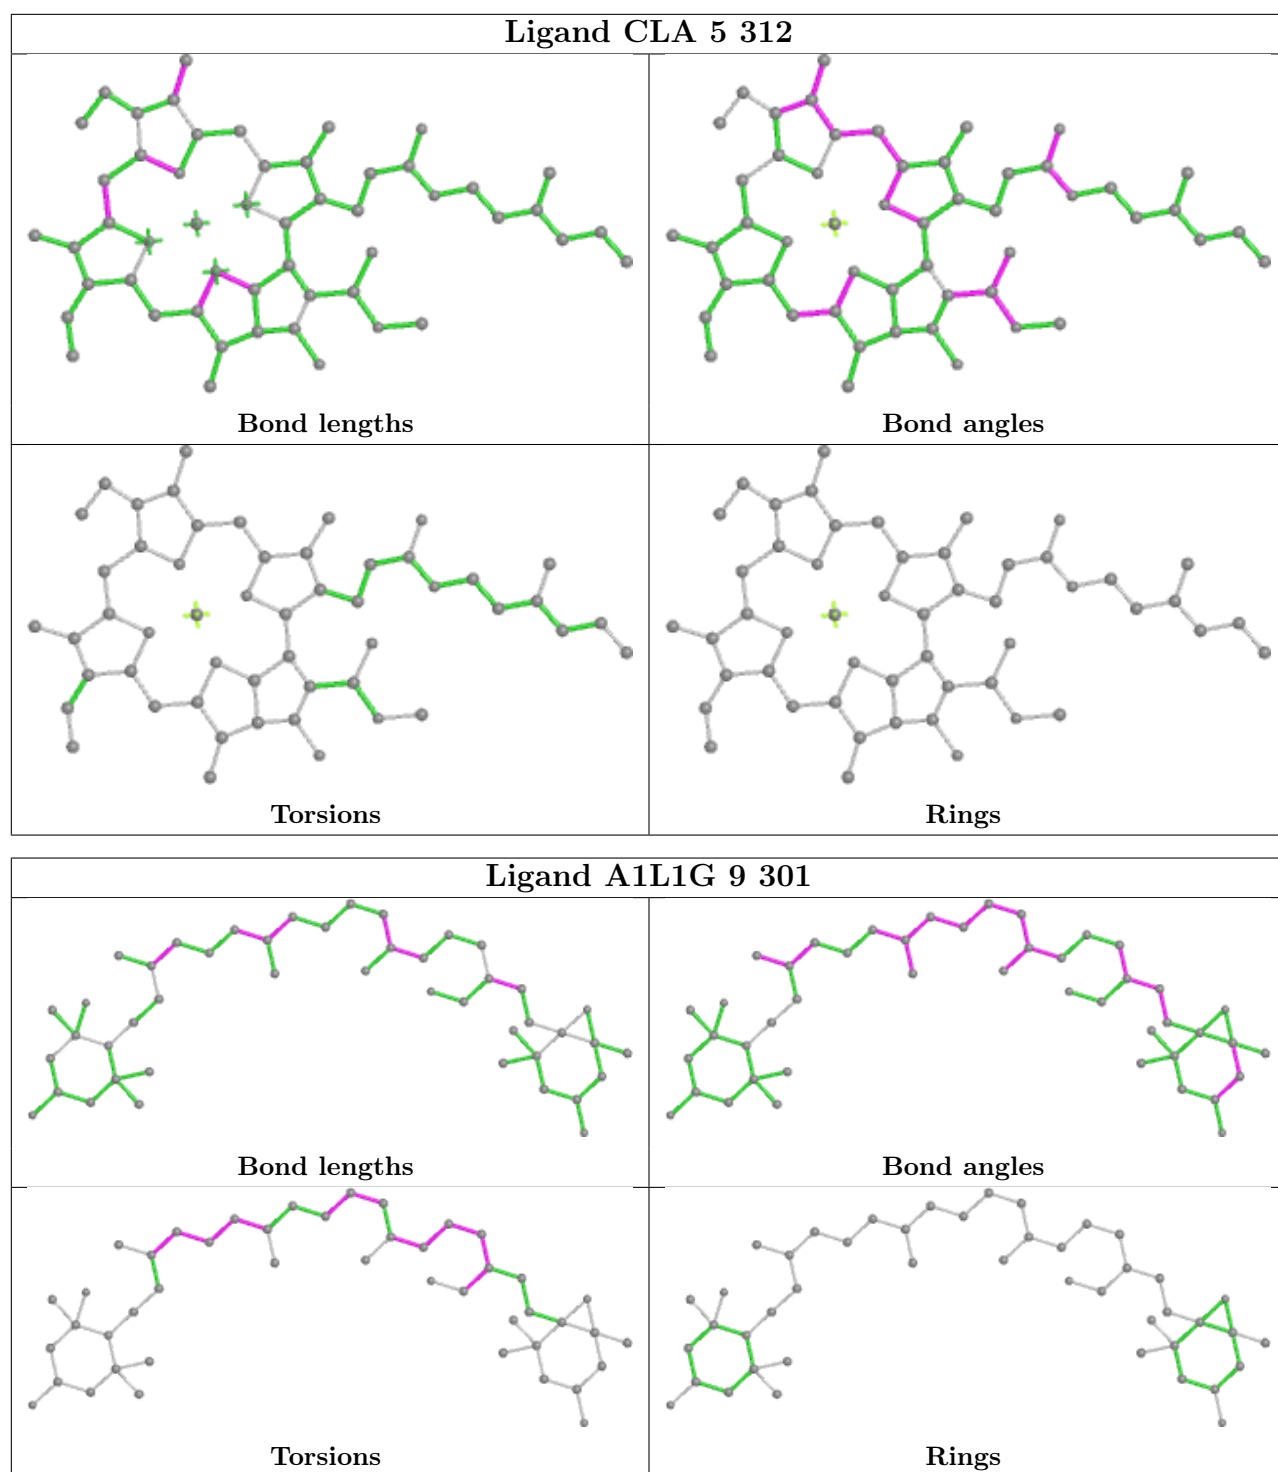 Ligand CLA 5 312
Bond lengths
Bond angles
Torsions
Rings
Ligand A1L1G 9 301
Bond lengths
Bond angles
Torsions
Rings